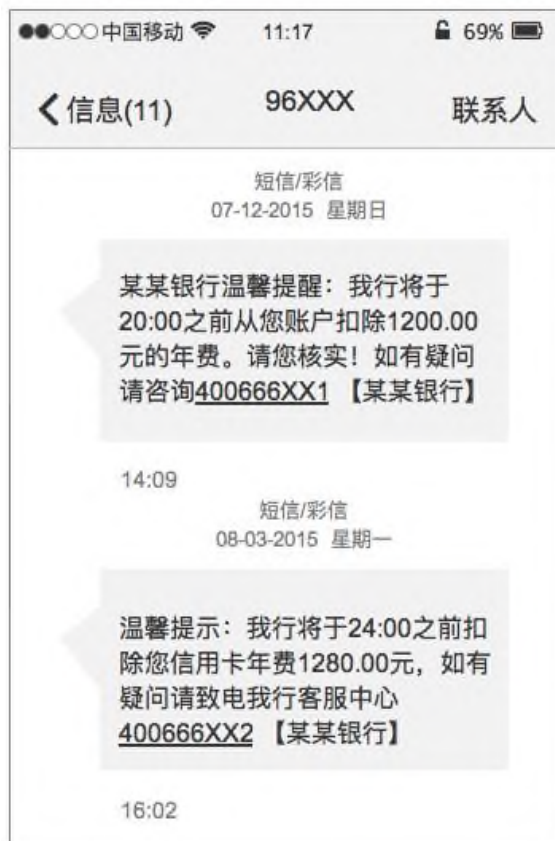 中国移动 11:17 69%
信息(11) 96XXX 联系人
短信/彩信
07-12-2015 星期日
某某银行温馨提醒：我行将于
20:00之前从您账户扣除1200.00
元的年费。请您核实！如有疑问
请咨询400666XX1 【某某银行】
14:09
短信/彩信
08-03-2015 星期一
温馨提示：我行将于24:00之前扣
除您信用卡年费1280.00元，如有
疑问请致电我行客服中心
400666XX2 【某某银行】
16:02